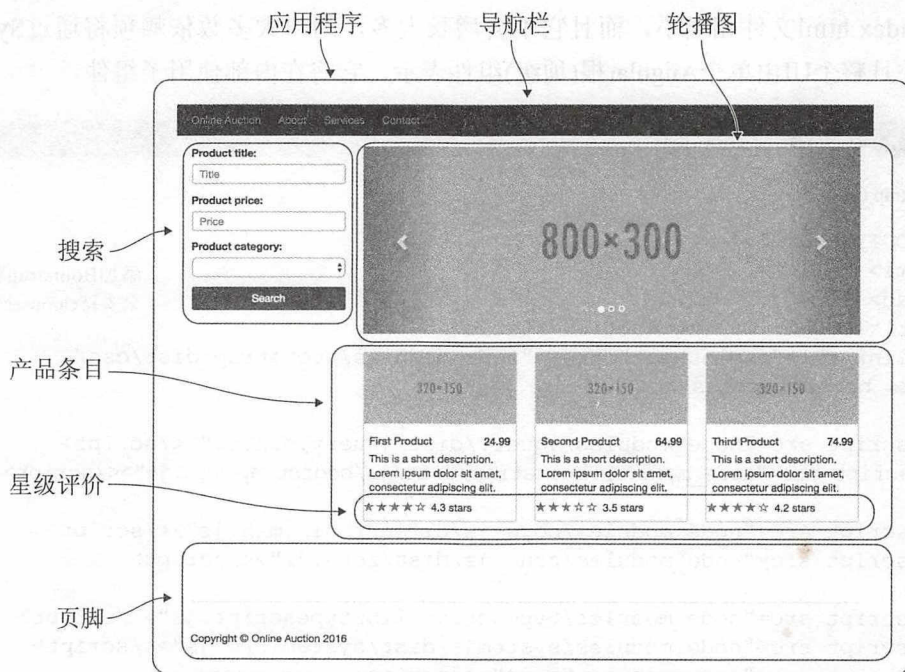 应用程序
导航栏
轮播图
Online Auction About Services Contact
Product title:
Title
Product price:
Price
Product category:
Search
搜索
800×300
产品条目
320×150
320×150
320×150
First Product 24.99
This is a short description.
Lorem ipsum dolor sit amet,
consectetur adipiscing elit.
4.3 stars
Second Product 64.99
This is a short description.
Lorem ipsum dolor sit amet,
consectetur adipiscing elit.
3.5 stars
Third Product 74.99
This is a short description.
Lorem ipsum dolor sit amet,
consectetur adipiscing elit.
4.2 stars
星级评价
页脚
Copyright © Online Auction 2016